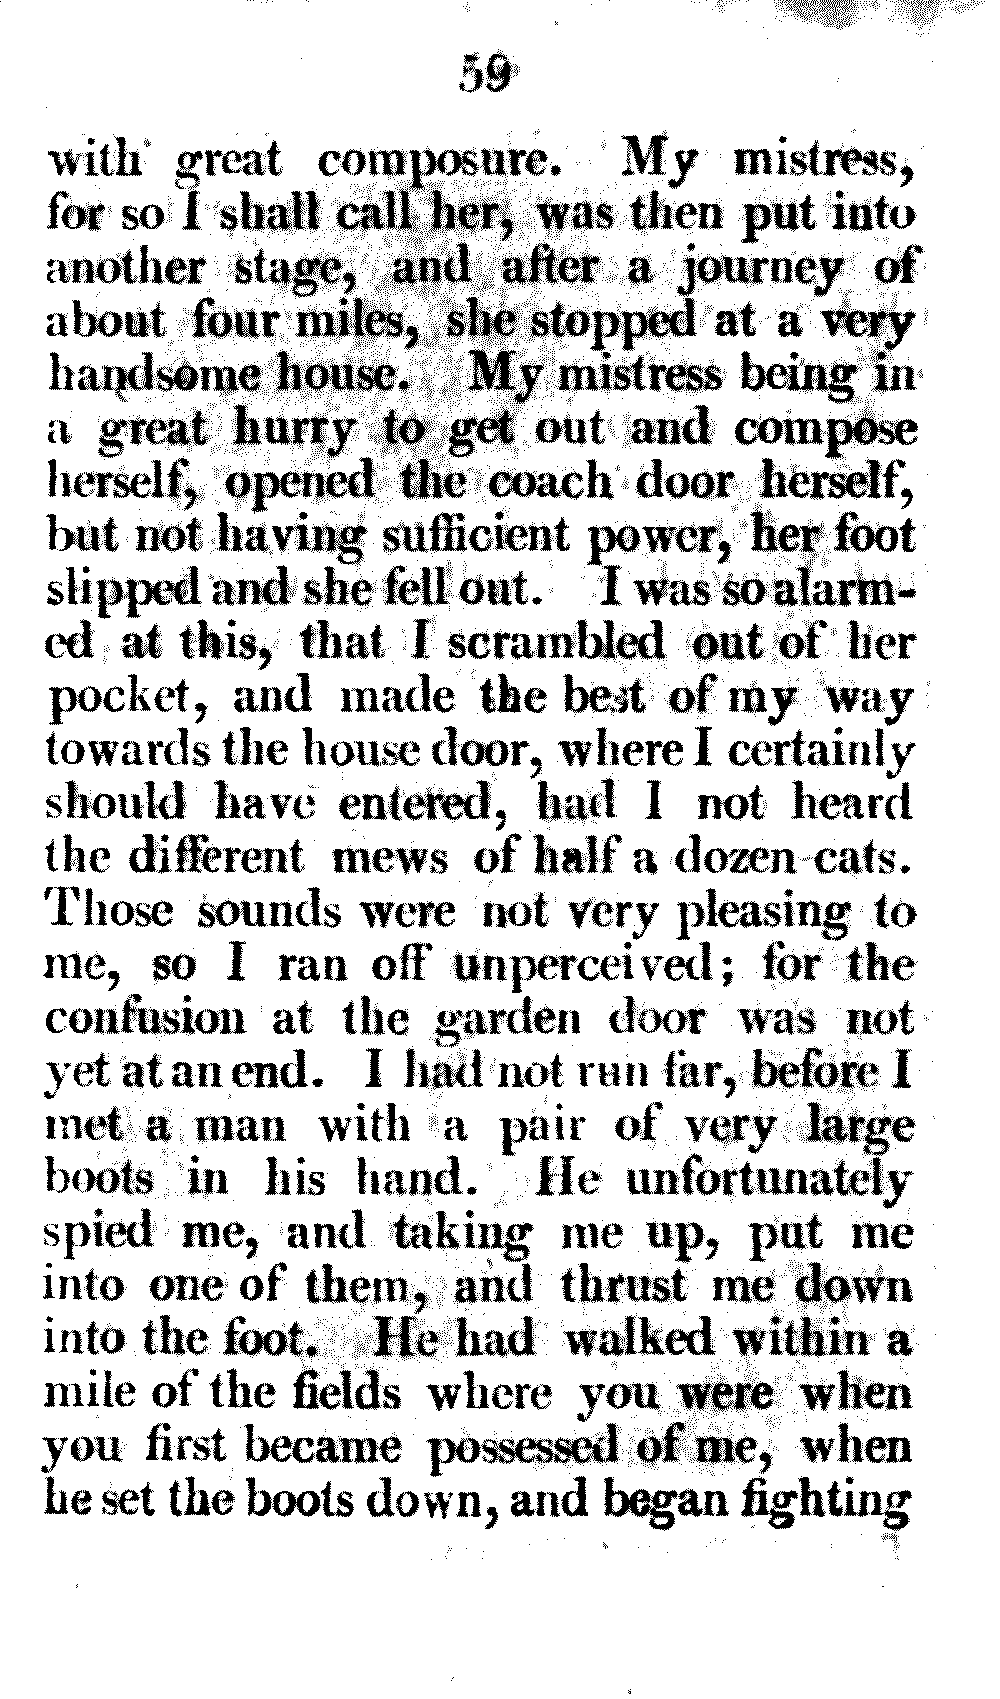 59
with great composure. My mistress,
for so I shall call her, was then put into
another stage, and after a journey of
about four miles, she stopped at a very
handsome house. My mistress being in
a great hurry to get out and compose
herself, opened the coach door herself,
but not having sufficient power, her foot
slipped and she fell out. I was so alarm-
ed at this, that I scrambled out of her
pocket, and made the best of my way
towards the house door, where I certainly
should have entered, had I not heard
the different mews of half a dozen cats.
Those sounds were not very pleasing to
me, so I ran off unperceived; for the
confusion at the garden door was not
yet at an end. I had not run far, before I
met a man with a pair of very large
boots in his hand. He unfortunately
spied me, and taking me up, put me
into one of them, and thrust me down
into the foot. He had walked within a
mile of the fields where you were when
you first became possessed of me, when
he set the boots down, and began fighting